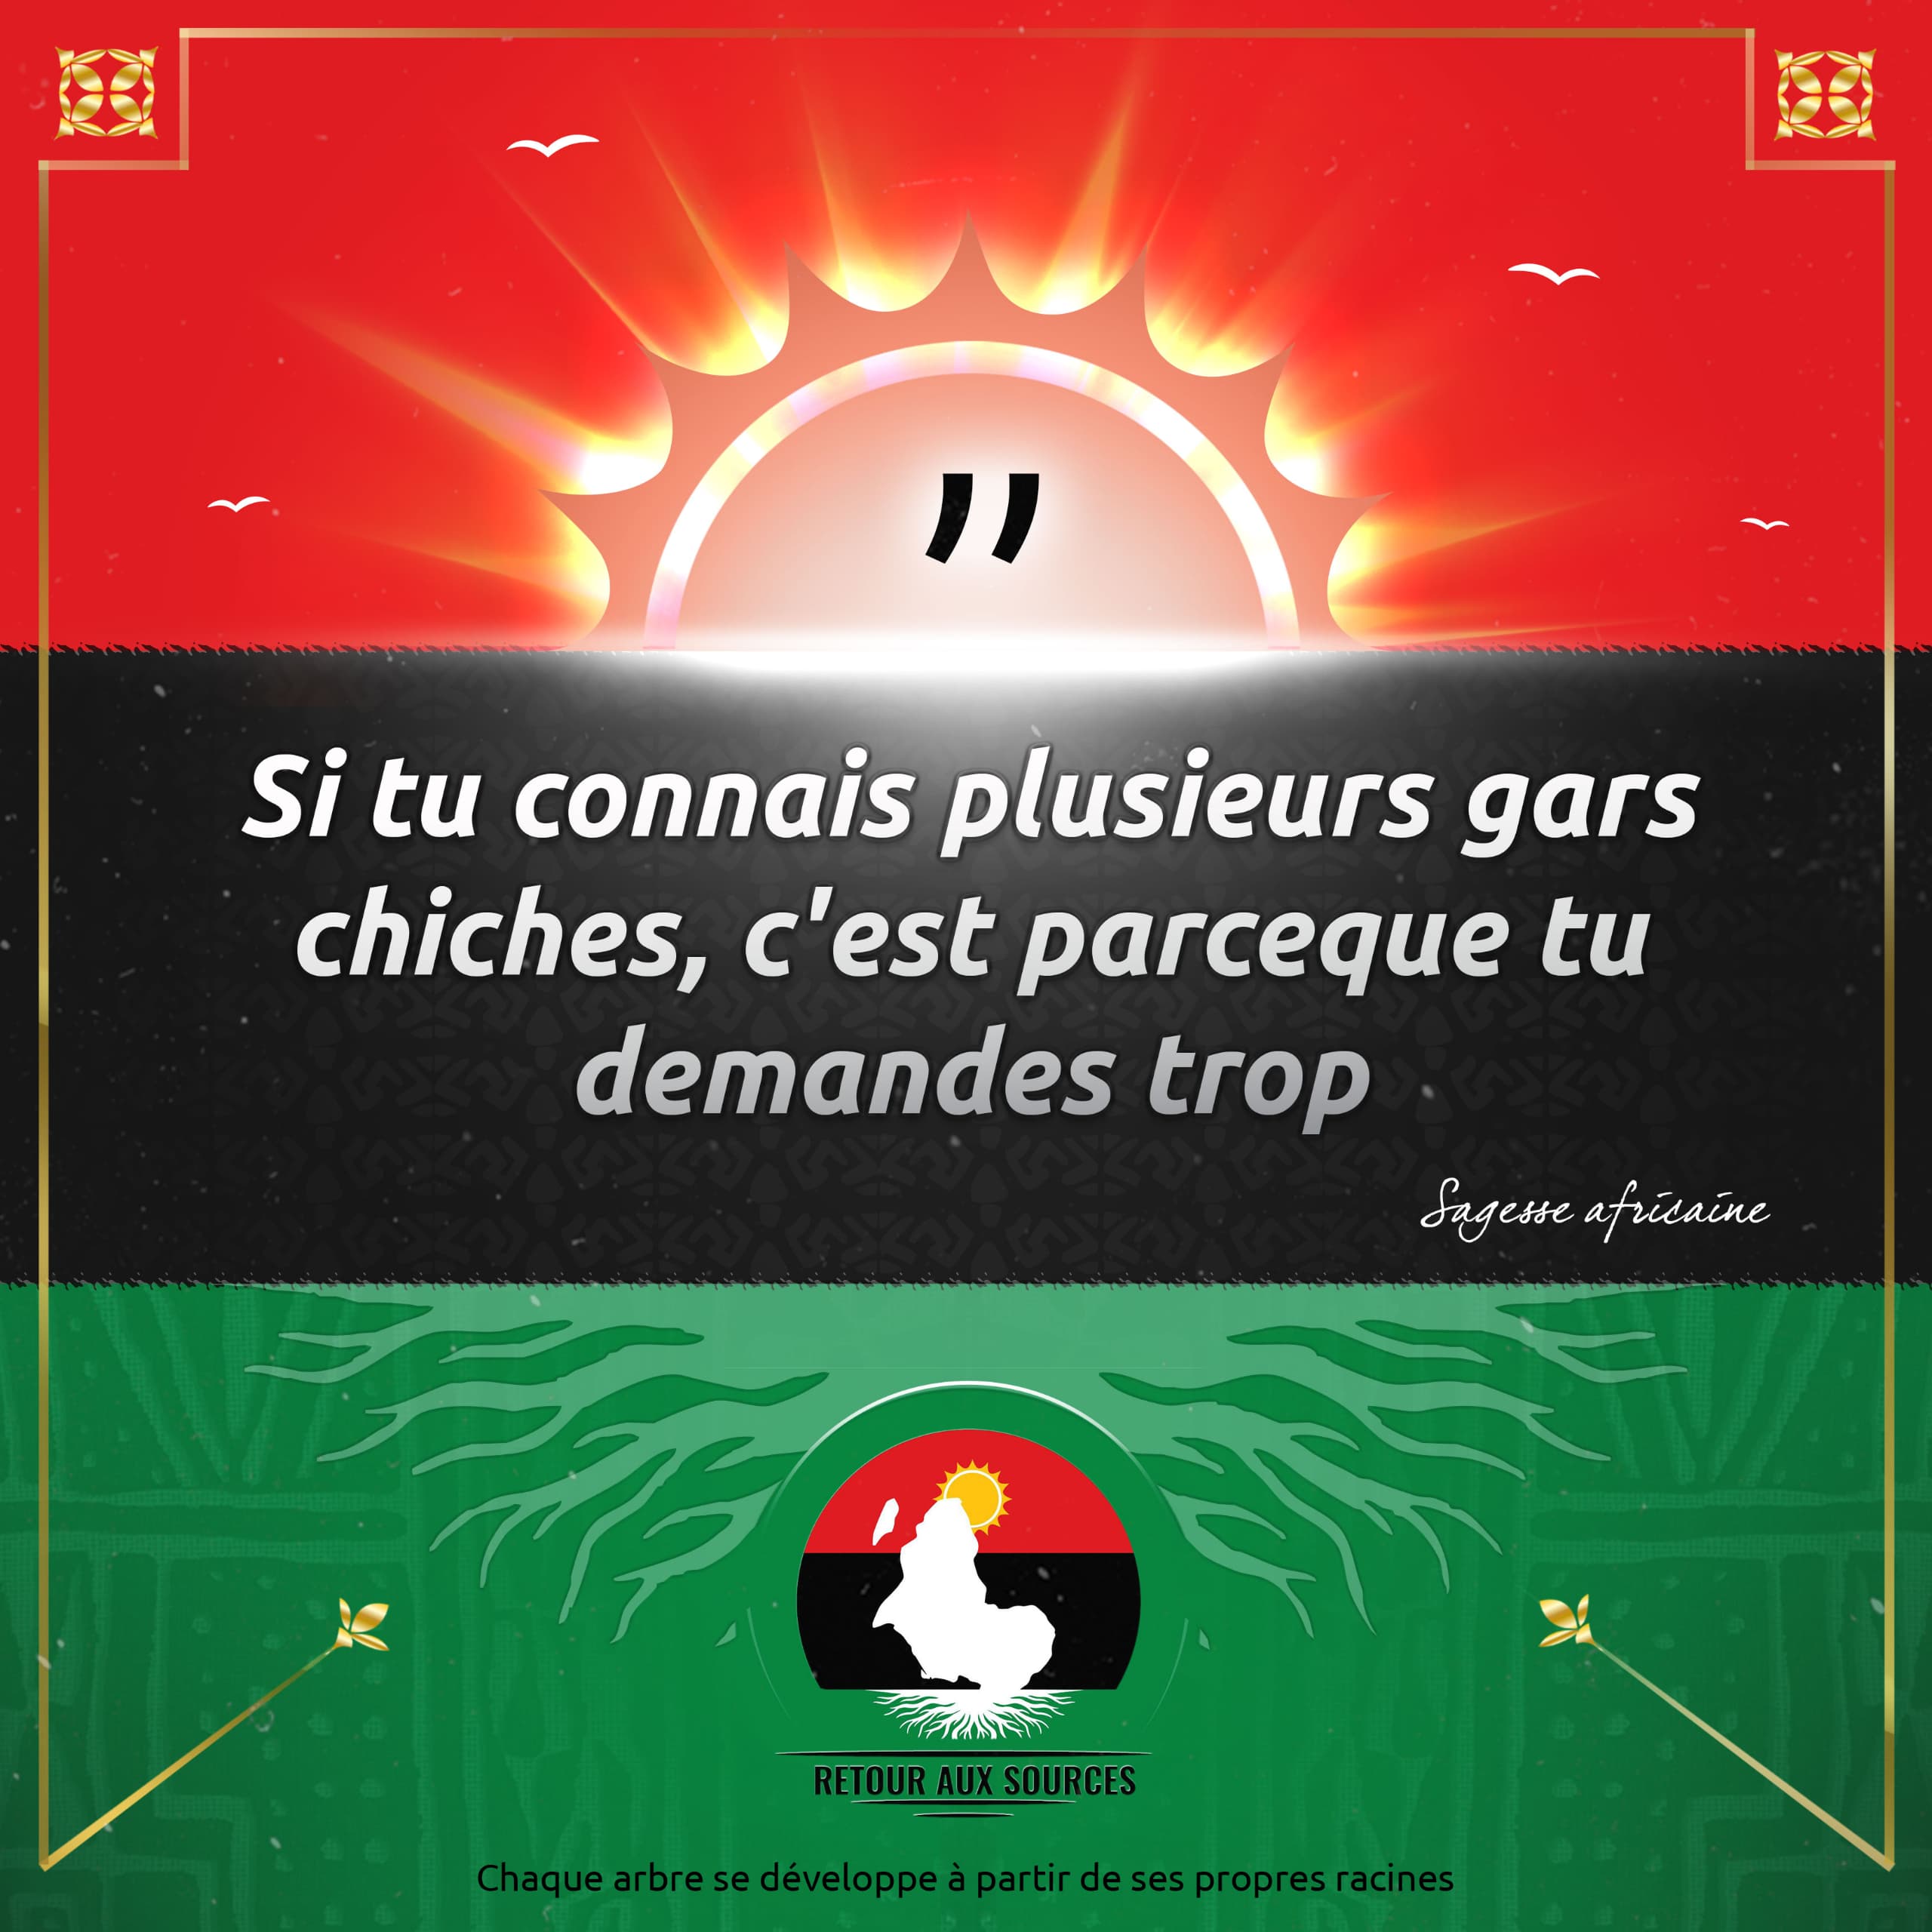 ”
Si tu connais plusieurs gars
chiches, c'est parceque tu
demandes trop
Sagesse africaine
RETOUR AUX SOURCES
Chaque arbre se développe à partir de ses propres racines